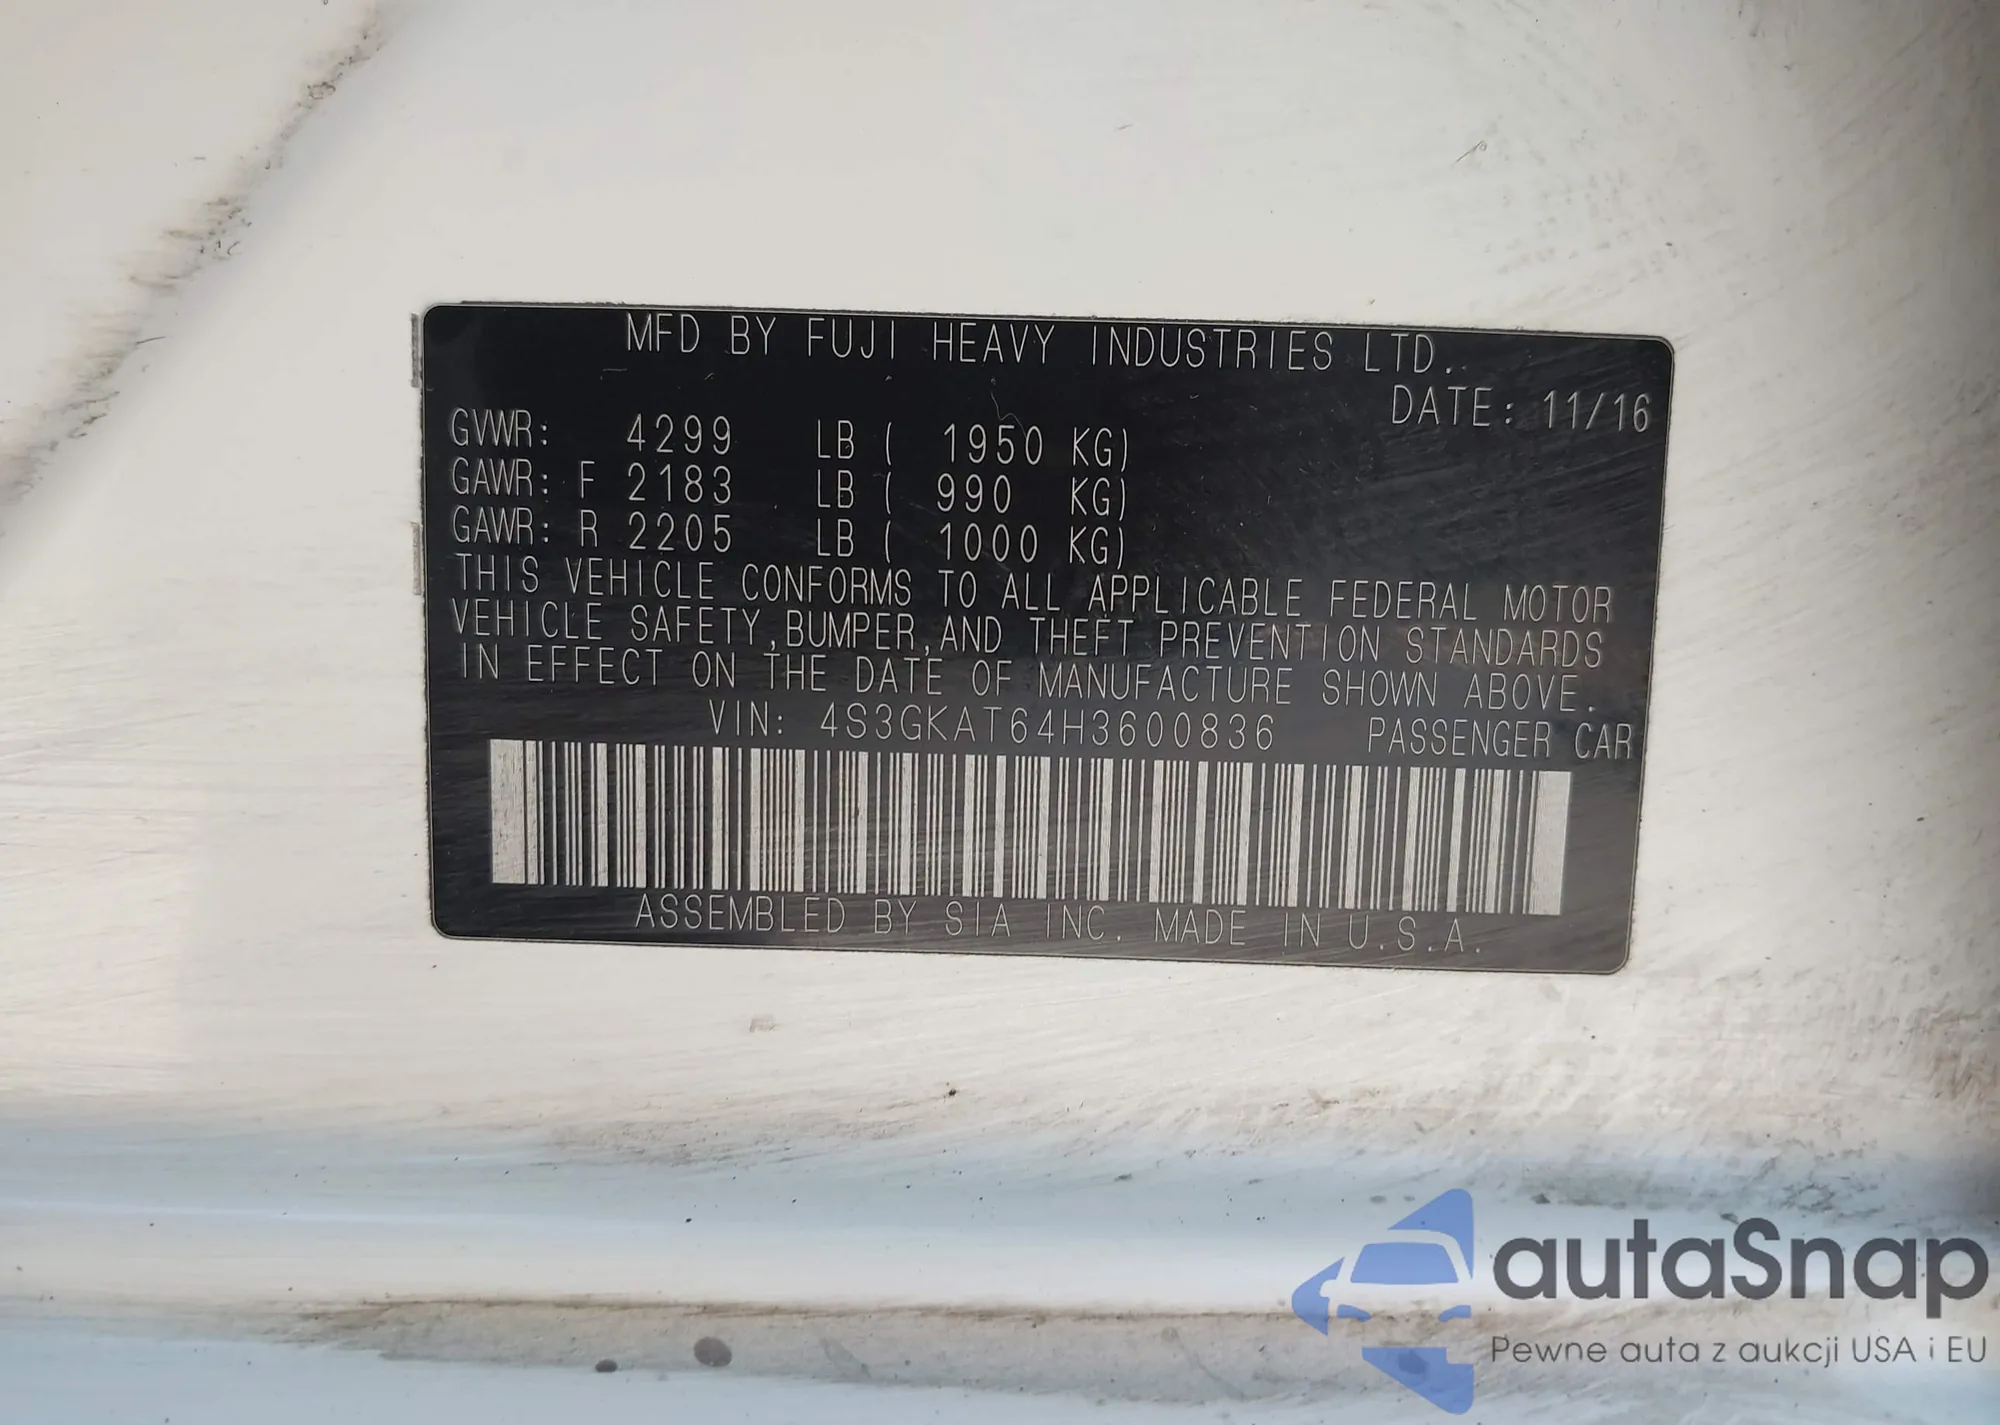 MFD BY FUJI HEAVY INDUSTRIES LTD.
DATE: 11/16
GVWR: 4299 LB ( 1950 KG)
GAWR: F 2183 LB ( 990 KG)
GAWR: R 2205 LB ( 1000 KG)
THIS VEHICLE CONFORMS TO ALL APPLICABLE FEDERAL MOTOR
VEHICLE SAFETY, BUMPER, AND THEFT PREVENTION STANDARDS
IN EFFECT ON THE DATE OF MANUFACTURE SHOWN ABOVE.
VIN: 4S3GKAT64H3600836 PASSENGER CAR
ASSEMBLED BY SIA INC. MADE IN U.S.A.
autaSnap
Pewne auta z aukcji USA i EU